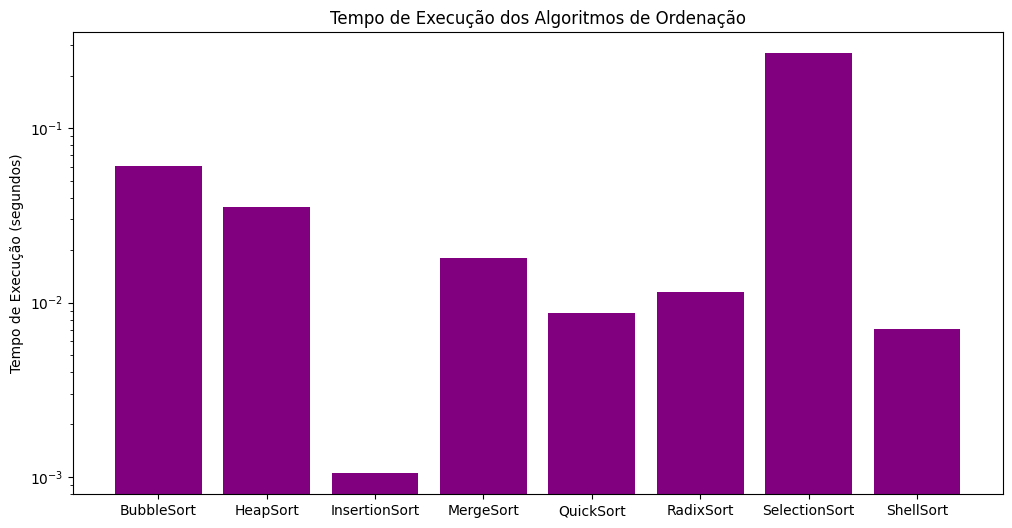 Tempo de Execução dos Algoritmos de Ordenação
Tempo de Execução (segundos)
10⁻¹
10⁻²
10⁻³
BubbleSort HeapSort InsertionSort MergeSort QuickSort RadixSort SelectionSort ShellSort